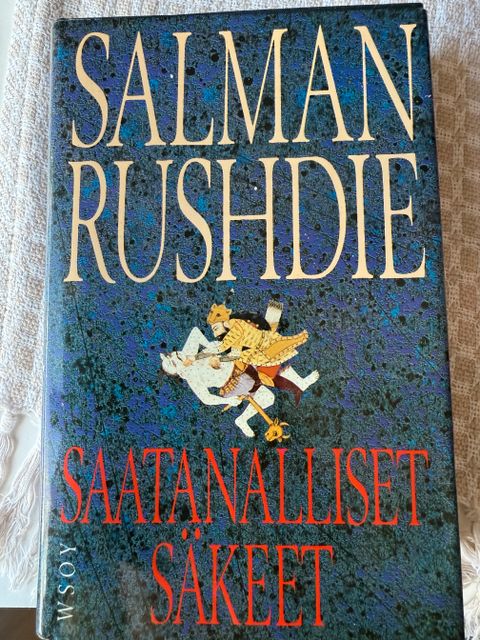 SALMAN
RUSHDIE
SAATANALLISET
SÄKEET
WSOY